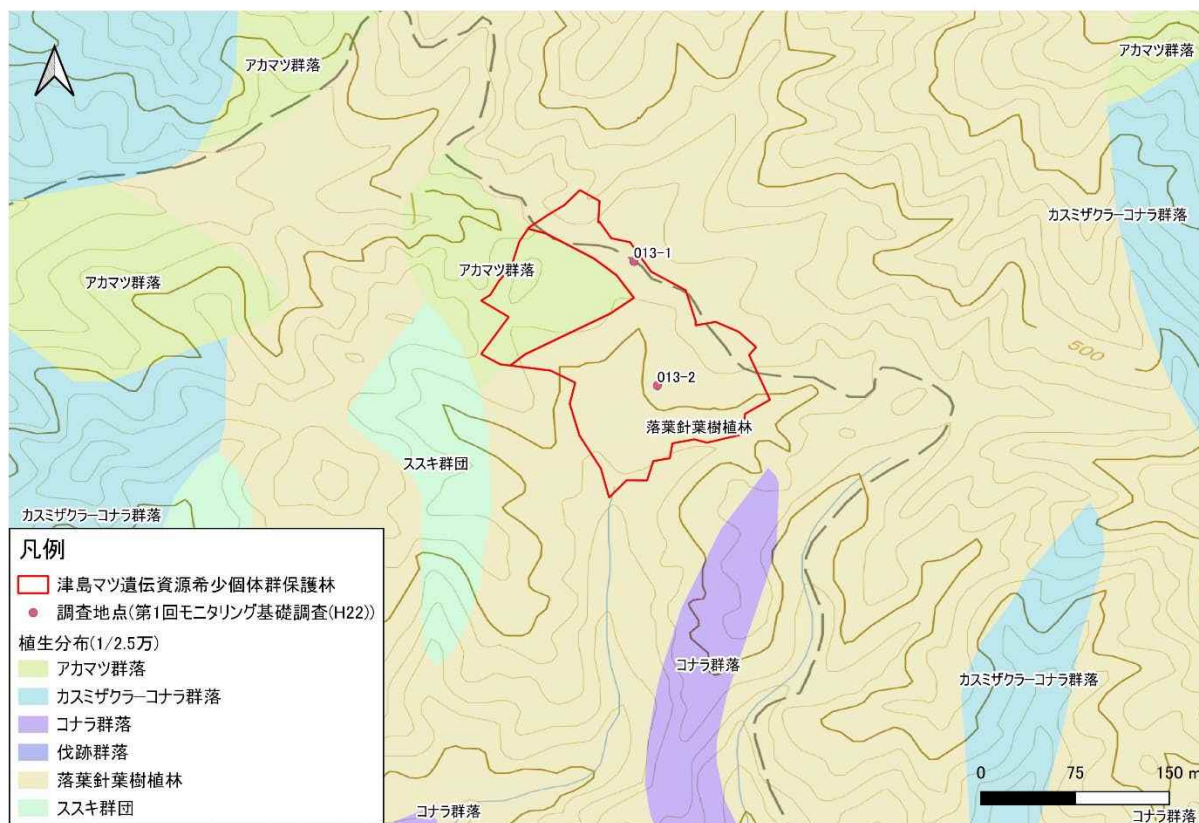 アカマツ群落
アカマツ群落
カスミザクラーコナラ群落
013-1
アカマツ群落
アカマツ群落
500
013-2
落葉針葉樹植林
ススキ群団
カスミザクラーコナラ群落
コナラ群落
カスミザクラーコナラ群落
凡例
津島マツ遺伝資源希少個体群保護林
調査地点(第1回モニタリング基礎調査(H22))
植生分布(1/2.5万)
アカマツ群落
カスミザクラーコナラ群落
コナラ群落
伐跡群落
落葉針葉樹植林
ススキ群団
0 75 150 m
コナラ群落
コナラ群落